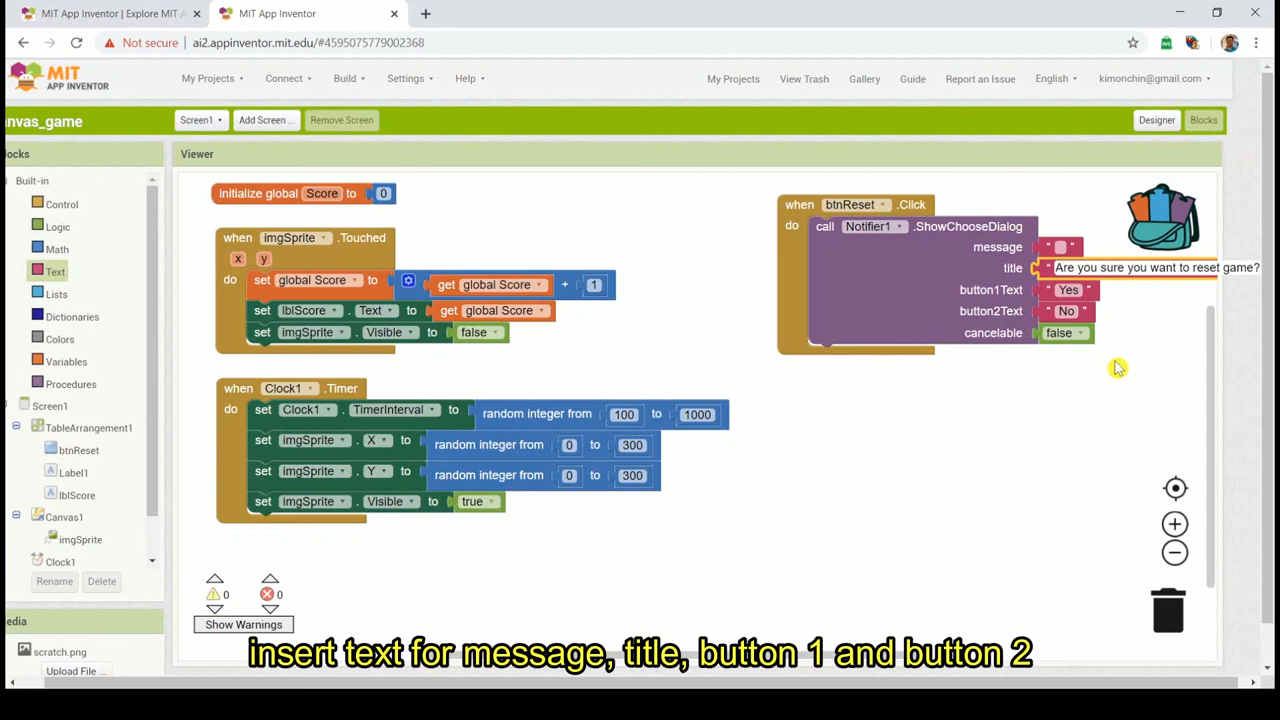 MIT App Inventor | Explore MIT A
MIT App Inventor
Not secure | ai2.appinventor.mit.edu/#4595075779002368
MIT
APP INVENTOR
My Projects Connect Build Settings Help My Projects View Trash Gallery Guide Report an Issue English kimonchin@gmail.com
nvas_game Screen1 Add Screen ... Remove Screen Designer Blocks
locks
Viewer
Built-in
Control
Logic
Math
Text
Lists
Dictionaries
Colors
Variables
Procedures
Screen1
TableArrangement1
btnReset
Label1
lblScore
Canvas1
imgSprite
Clock1
Rename Delete
Media
scratch.png
Upload File ...
initialize global Score to 0
when imgSprite .Touched
x y
do set global Score to get global Score + 1
set lblScore . Text to get global Score
set imgSprite . Visible to false
when Clock1 .Timer
do set Clock1 . TimerInterval to random integer from 100 to 1000
set imgSprite . X to random integer from 0 to 300
set imgSprite . Y to random integer from 0 to 300
set imgSprite . Visible to true
when btnReset .Click
do call Notifier1 .ShowChooseDialog
message " "
title " Are you sure you want to reset game?
button1Text " Yes "
button2Text " No "
cancelable false
0 0
Show Warnings
insert text for message, title, button 1 and button 2